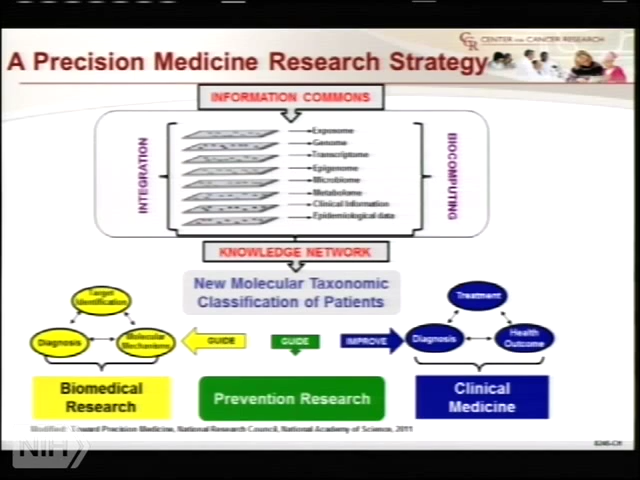 CCR CENTER FOR CANCER RESEARCH
A Precision Medicine Research Strategy
INFORMATION COMMONS
INTEGRATION
Exposome
Genome
Transcriptome
Epigenome
Microbiome
Metabolome
Clinical Information
Epidemiological data
BIOCOMPUTING
KNOWLEDGE NETWORK
New Molecular Taxonomic
Classification of Patients
Target
Identification
Diagnosis
Molecular
Mechanisms
GUIDE
GUIDE
IMPROVE
Treatment
Diagnosis
Health
Outcome
Biomedical
Research
Prevention Research
Clinical
Medicine
Modified: Toward Precision Medicine, National Research Council, National Academy of Science, 2011
NIH